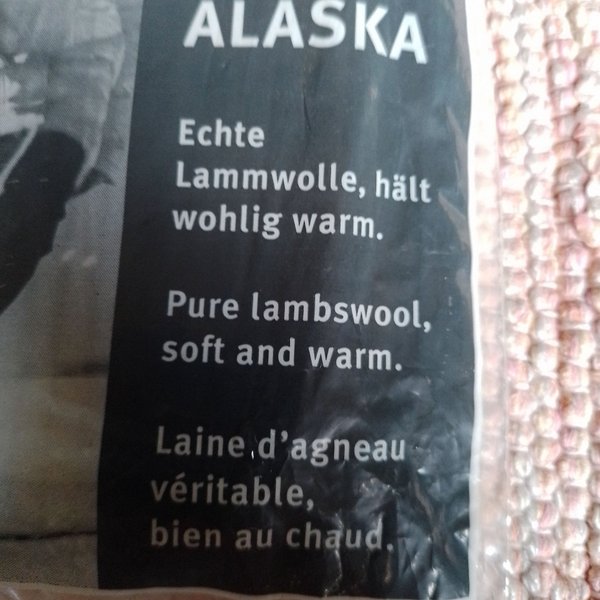 ALASKA
Echte
Lammwolle, hält
wohlig warm.
Pure lambswool,
soft and warm.
Laine d'agneau
véritable,
bien au chaud.